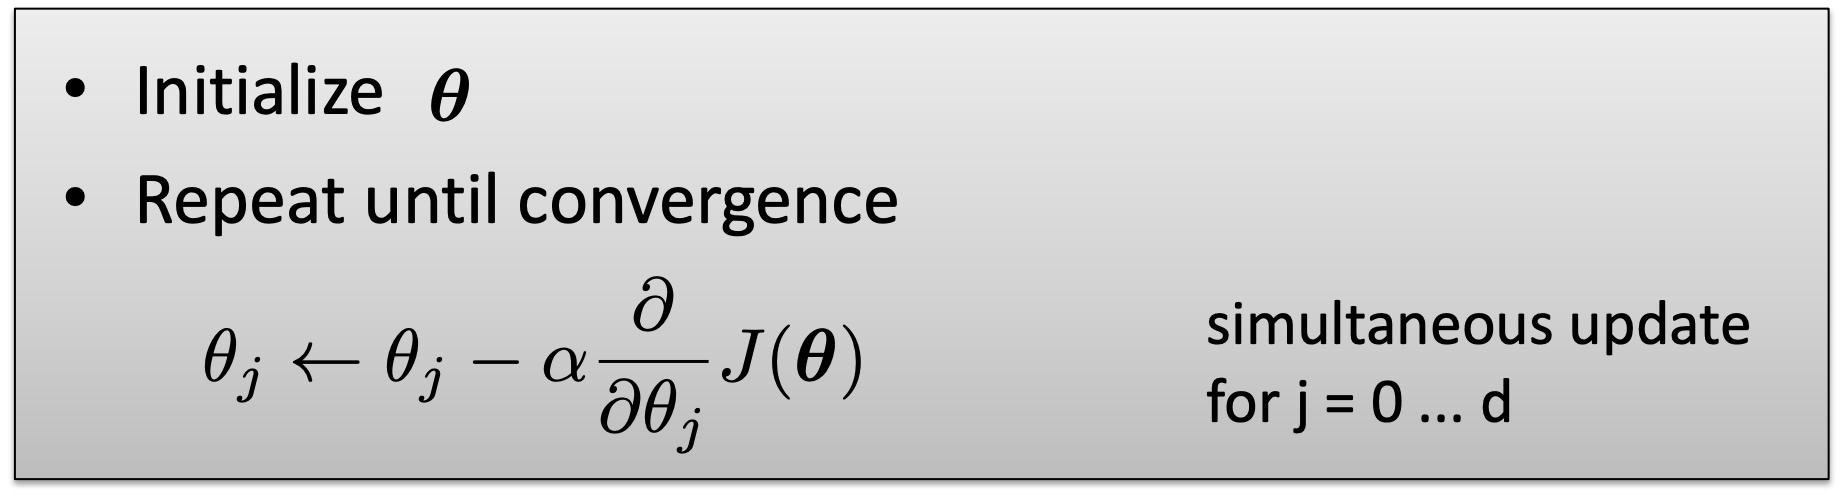 • Initialize θ
• Repeat until convergence
θ_j ← θ_j − α ∂/∂θ_j J(θ)
simultaneous update
for j = 0 ... d